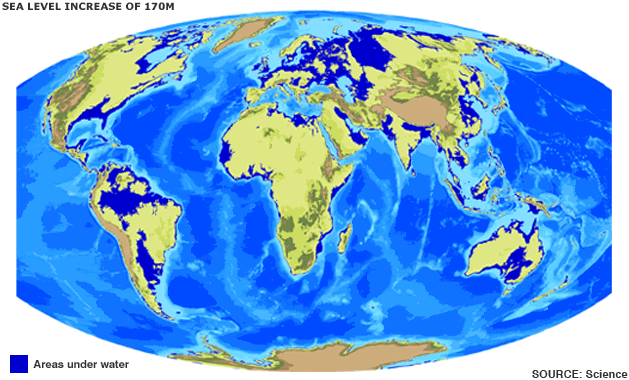 SEA LEVEL INCREASE OF 170M
Areas under water
SOURCE: Science